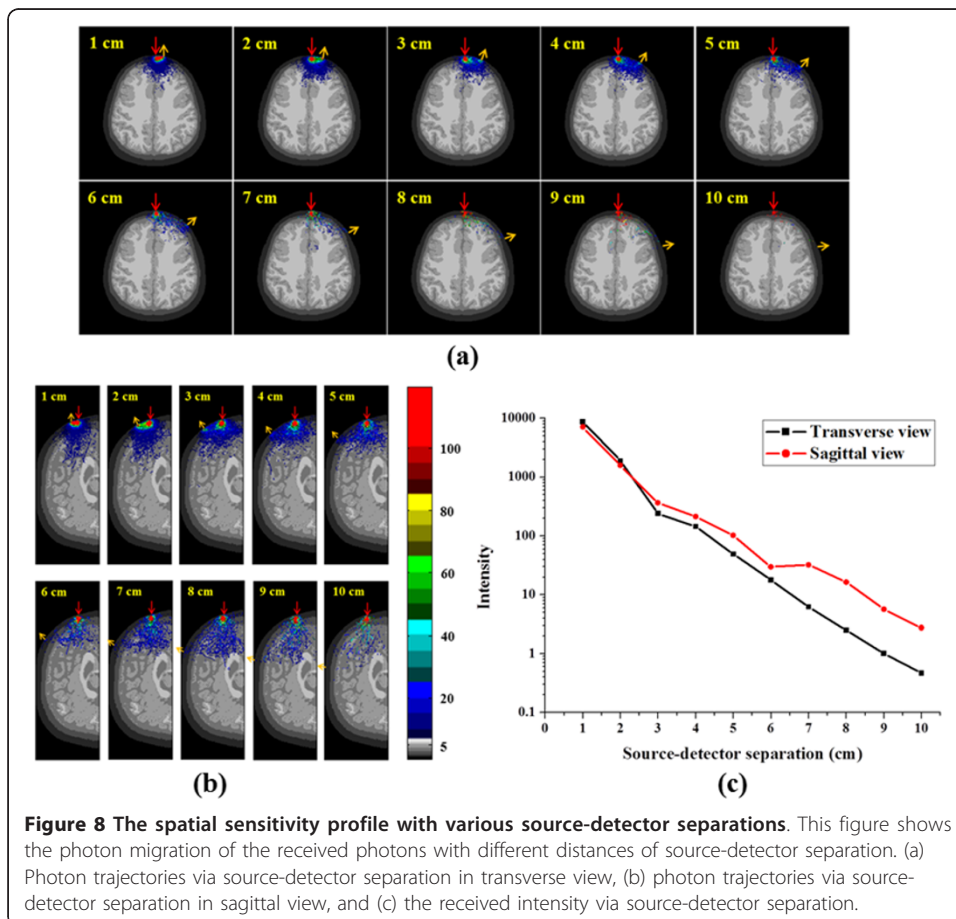 1 cm 2 cm 3 cm 4 cm 5 cm
6 cm 7 cm 8 cm 9 cm 10 cm
(a)
1 cm 2 cm 3 cm 4 cm 5 cm
6 cm 7 cm 8 cm 9 cm 10 cm
100
80
60
40
20
5
(b)
10000
1000
100
10
1
0.1
Intensity
Transverse view
Sagittal view
0 1 2 3 4 5 6 7 8 9 10
Source-detector separation (cm)
(c)
Figure 8 The spatial sensitivity profile with various source-detector separations. This figure shows
the photon migration of the received photons with different distances of source-detector separation. (a)
Photon trajectories via source-detector separation in transverse view, (b) photon trajectories via source-
detector separation in sagittal view, and (c) the received intensity via source-detector separation.